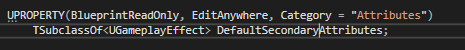 UPROPERTY(BlueprintReadOnly, EditAnywhere, Category = "Attributes")
TSubclassOf<UGameplayEffect> DefaultSecondaryAttributes;